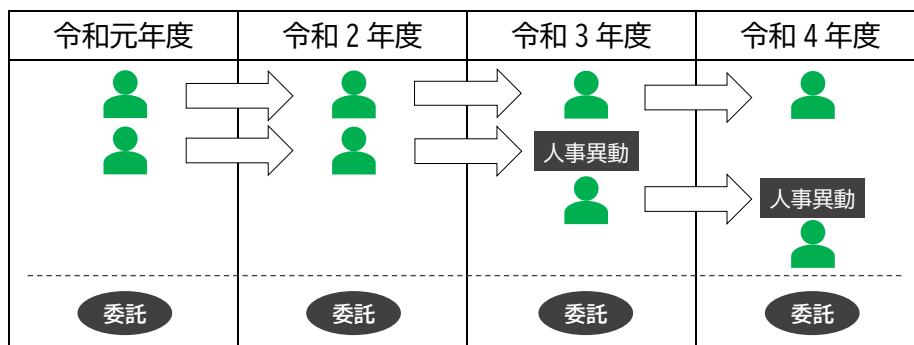 令和元年度
令和２年度
令和３年度
令和４年度
人事異動
人事異動
委託
委託
委託
委託